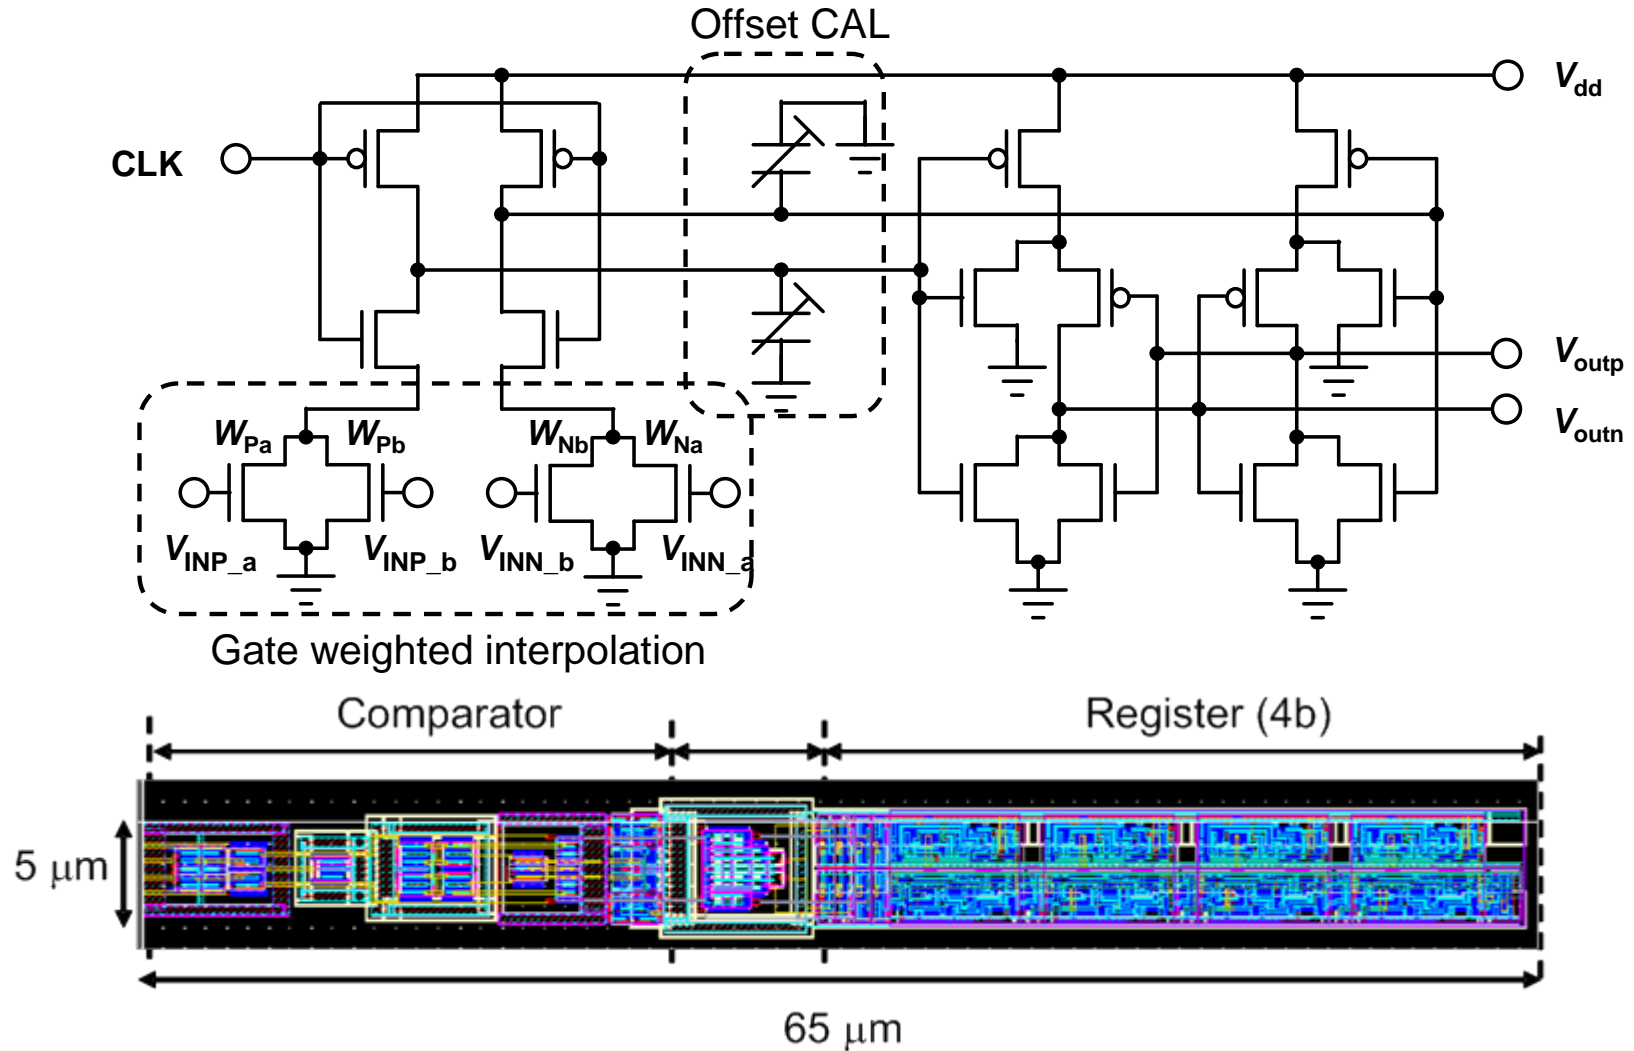 Offset CAL
Vdd
CLK
Voutp
Voutn
WPa WPb WNb WNa
VINP_a VINP_b VINN_b VINN_a
Gate weighted interpolation
Comparator Register (4b)
5 μm
65 μm